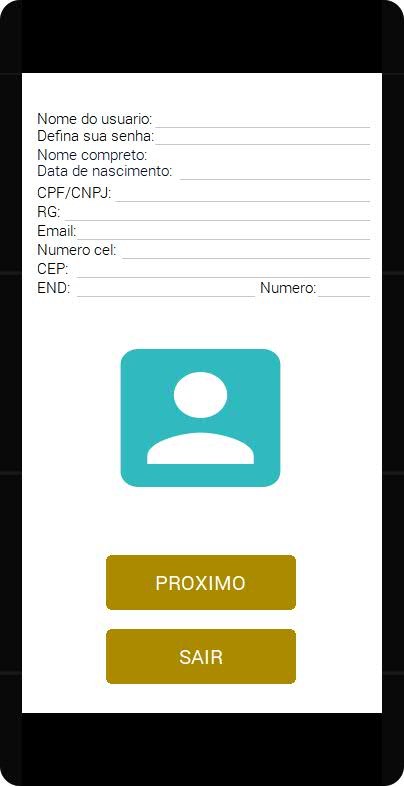 Nome do usuario:
Defina sua senha:
Nome completo:
Data de nascimento:
CPF/CNPJ:
RG:
Email:
Numero cel:
CEP:
END: Numero:
PROXIMO
SAIR